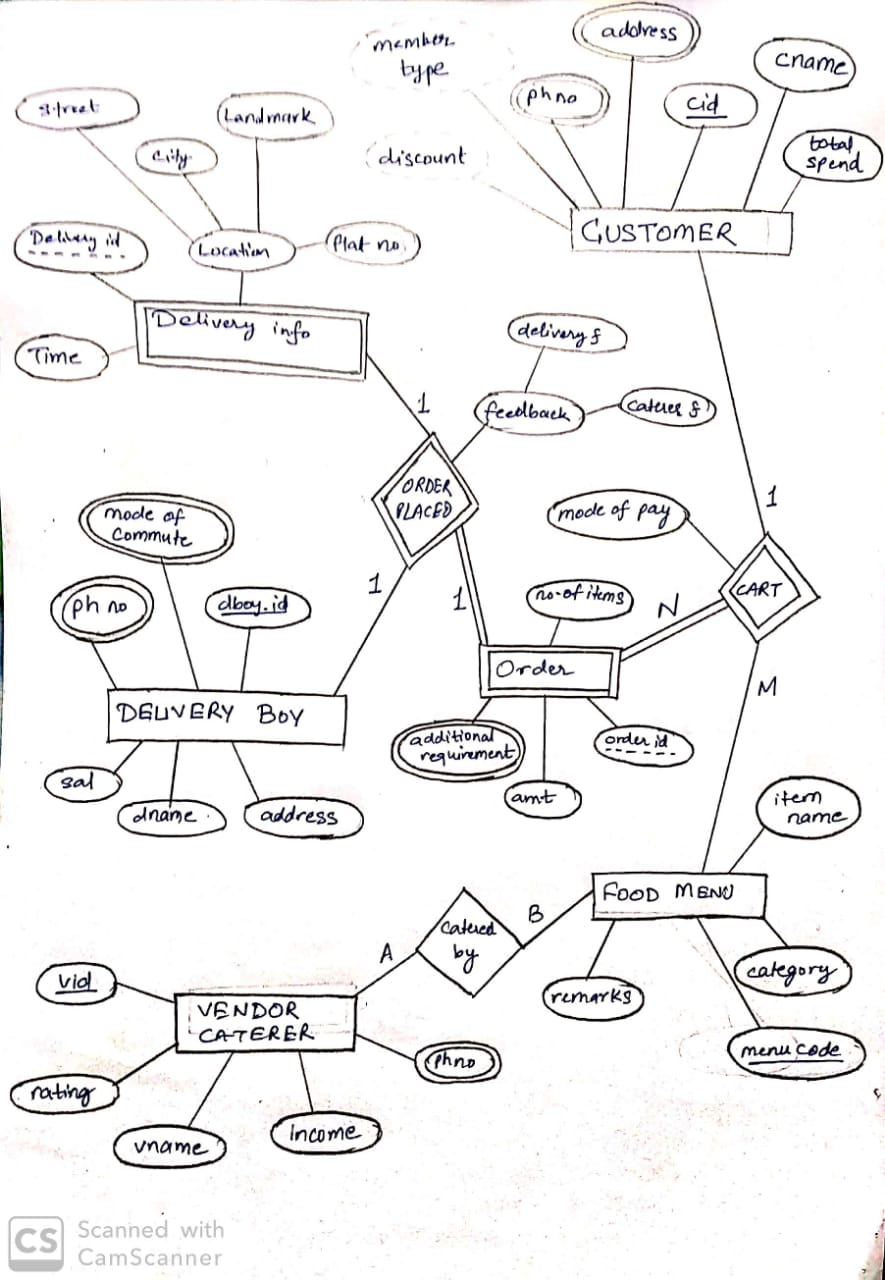 member
type
address
cname
ph no
cid
total
spend
discount
CUSTOMER
street
Landmark
City
Delivery id
Location
Plat no.
Delivery info
Time
delivery f
feedback
caterer f
1
ORDER
PLACED
1
1
mode of pay
1
CART
N
M
mode of
commute
ph no
dboy.id
DELIVERY BOY
sal
dname
address
no-of items
Order
additional
requirement
order id
amt
item
name
FOOD MENU
remarks
category
menu code
B
Catered
by
A
vid
VENDOR
CATERER
phno
rating
vname
income
CS
Scanned with
CamScanner